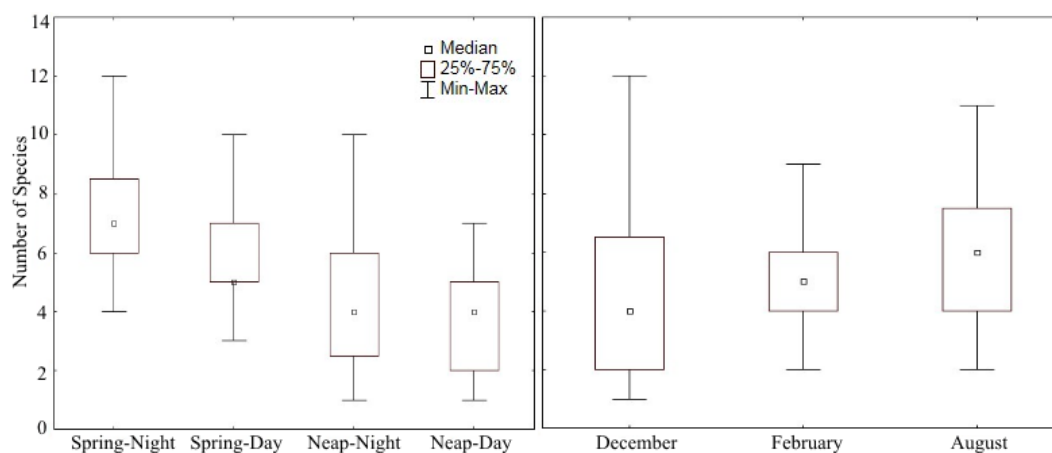 14
12
10
8
6
4
2
0
Number of Species
Median
25%-75%
Min-Max
Spring-Night Spring-Day Neap-Night Neap-Day
December February August